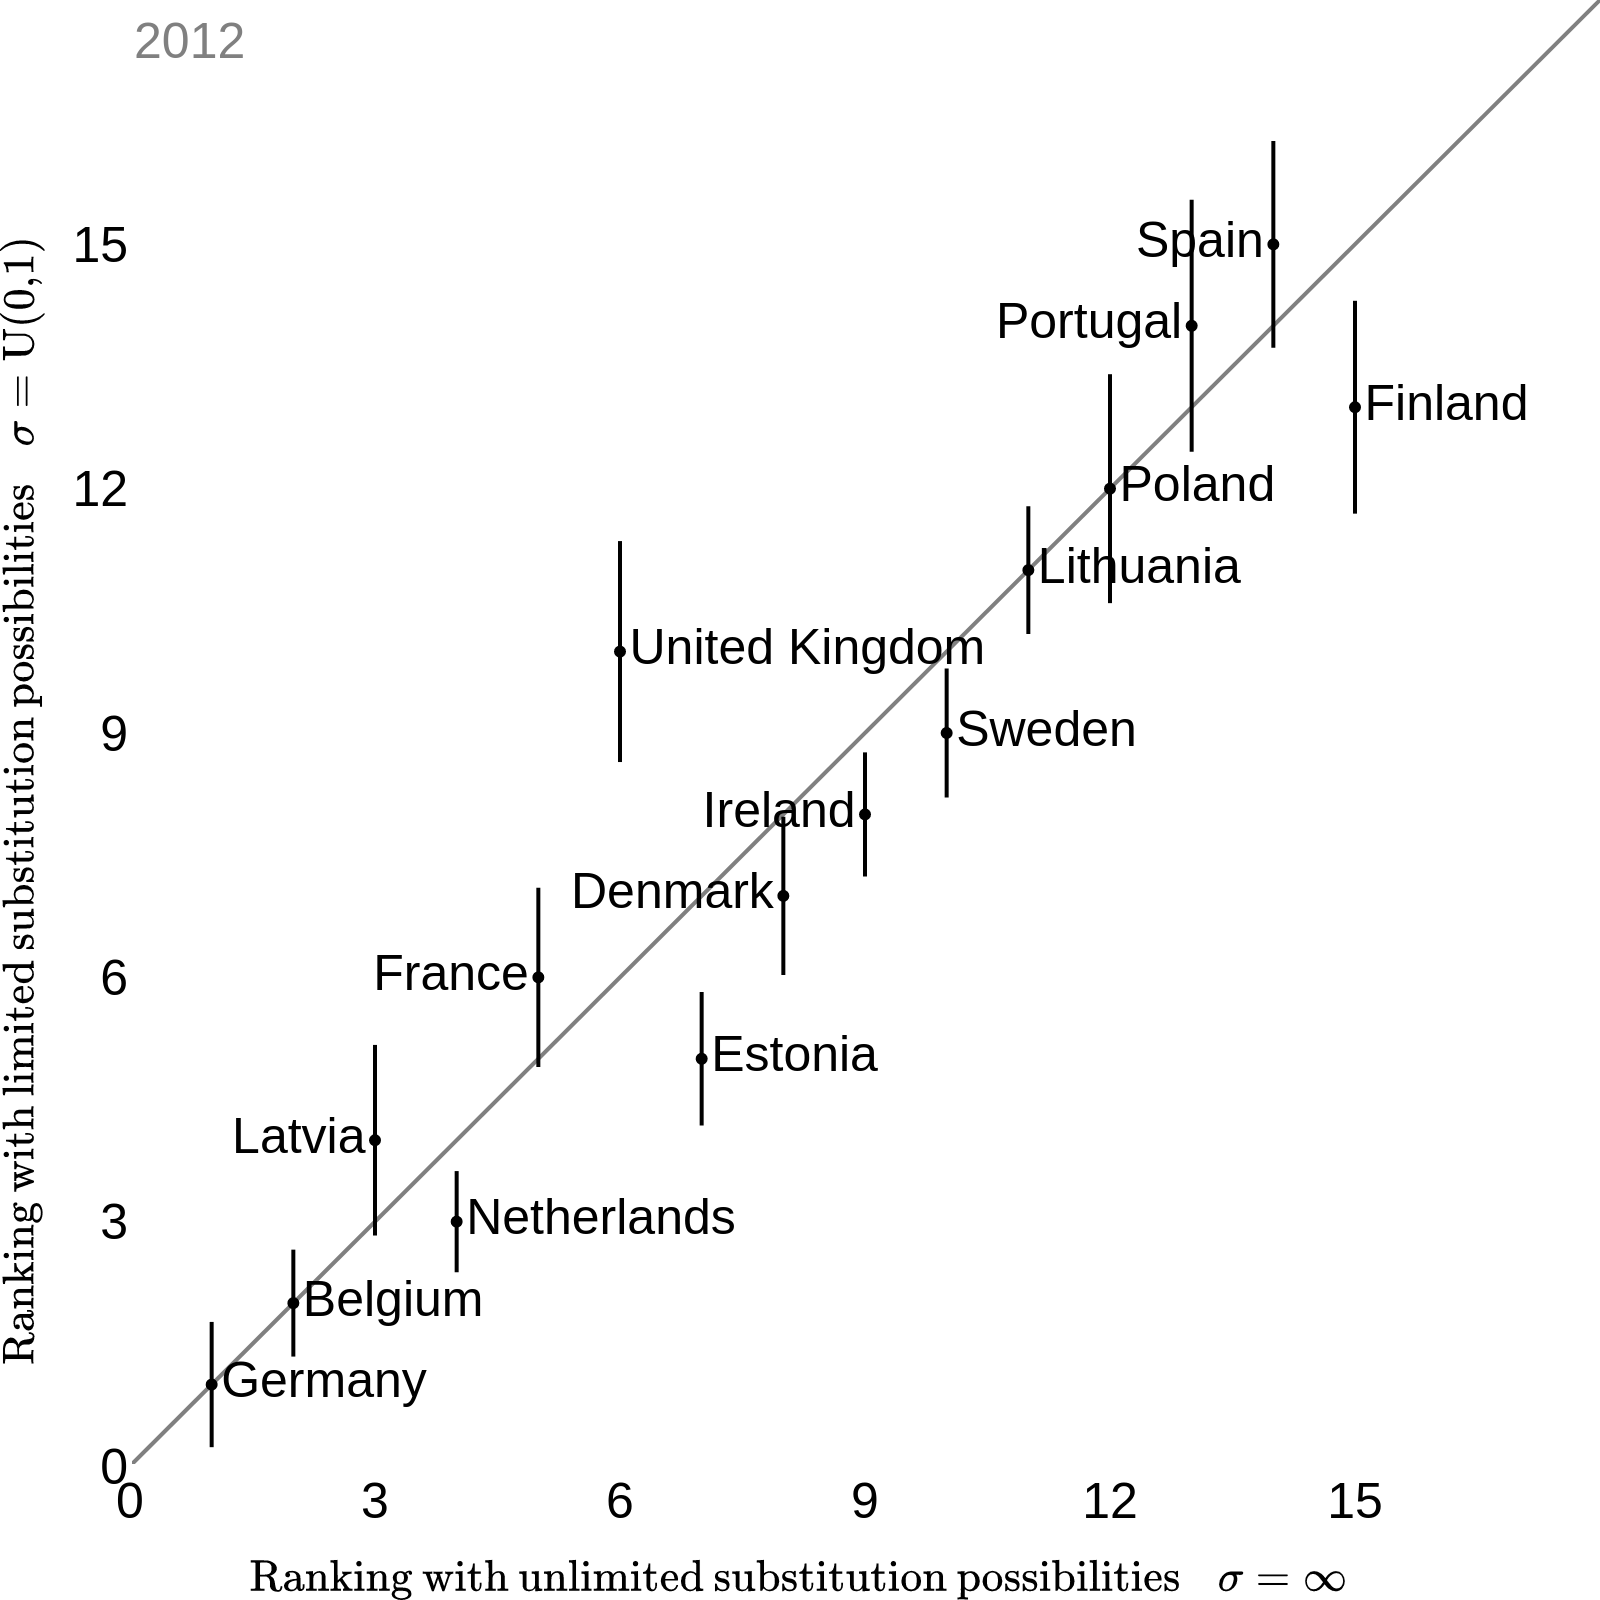 2012
Ranking with limited substitution possibilities σ = U(0,1)
15
12
9
6
3
0
Spain
Portugal
Finland
Poland
Lithuania
United Kingdom
Sweden
Ireland
Denmark
France
Estonia
Latvia
Netherlands
Belgium
Germany
0 3 6 9 12 15
Ranking with unlimited substitution possibilities σ = ∞